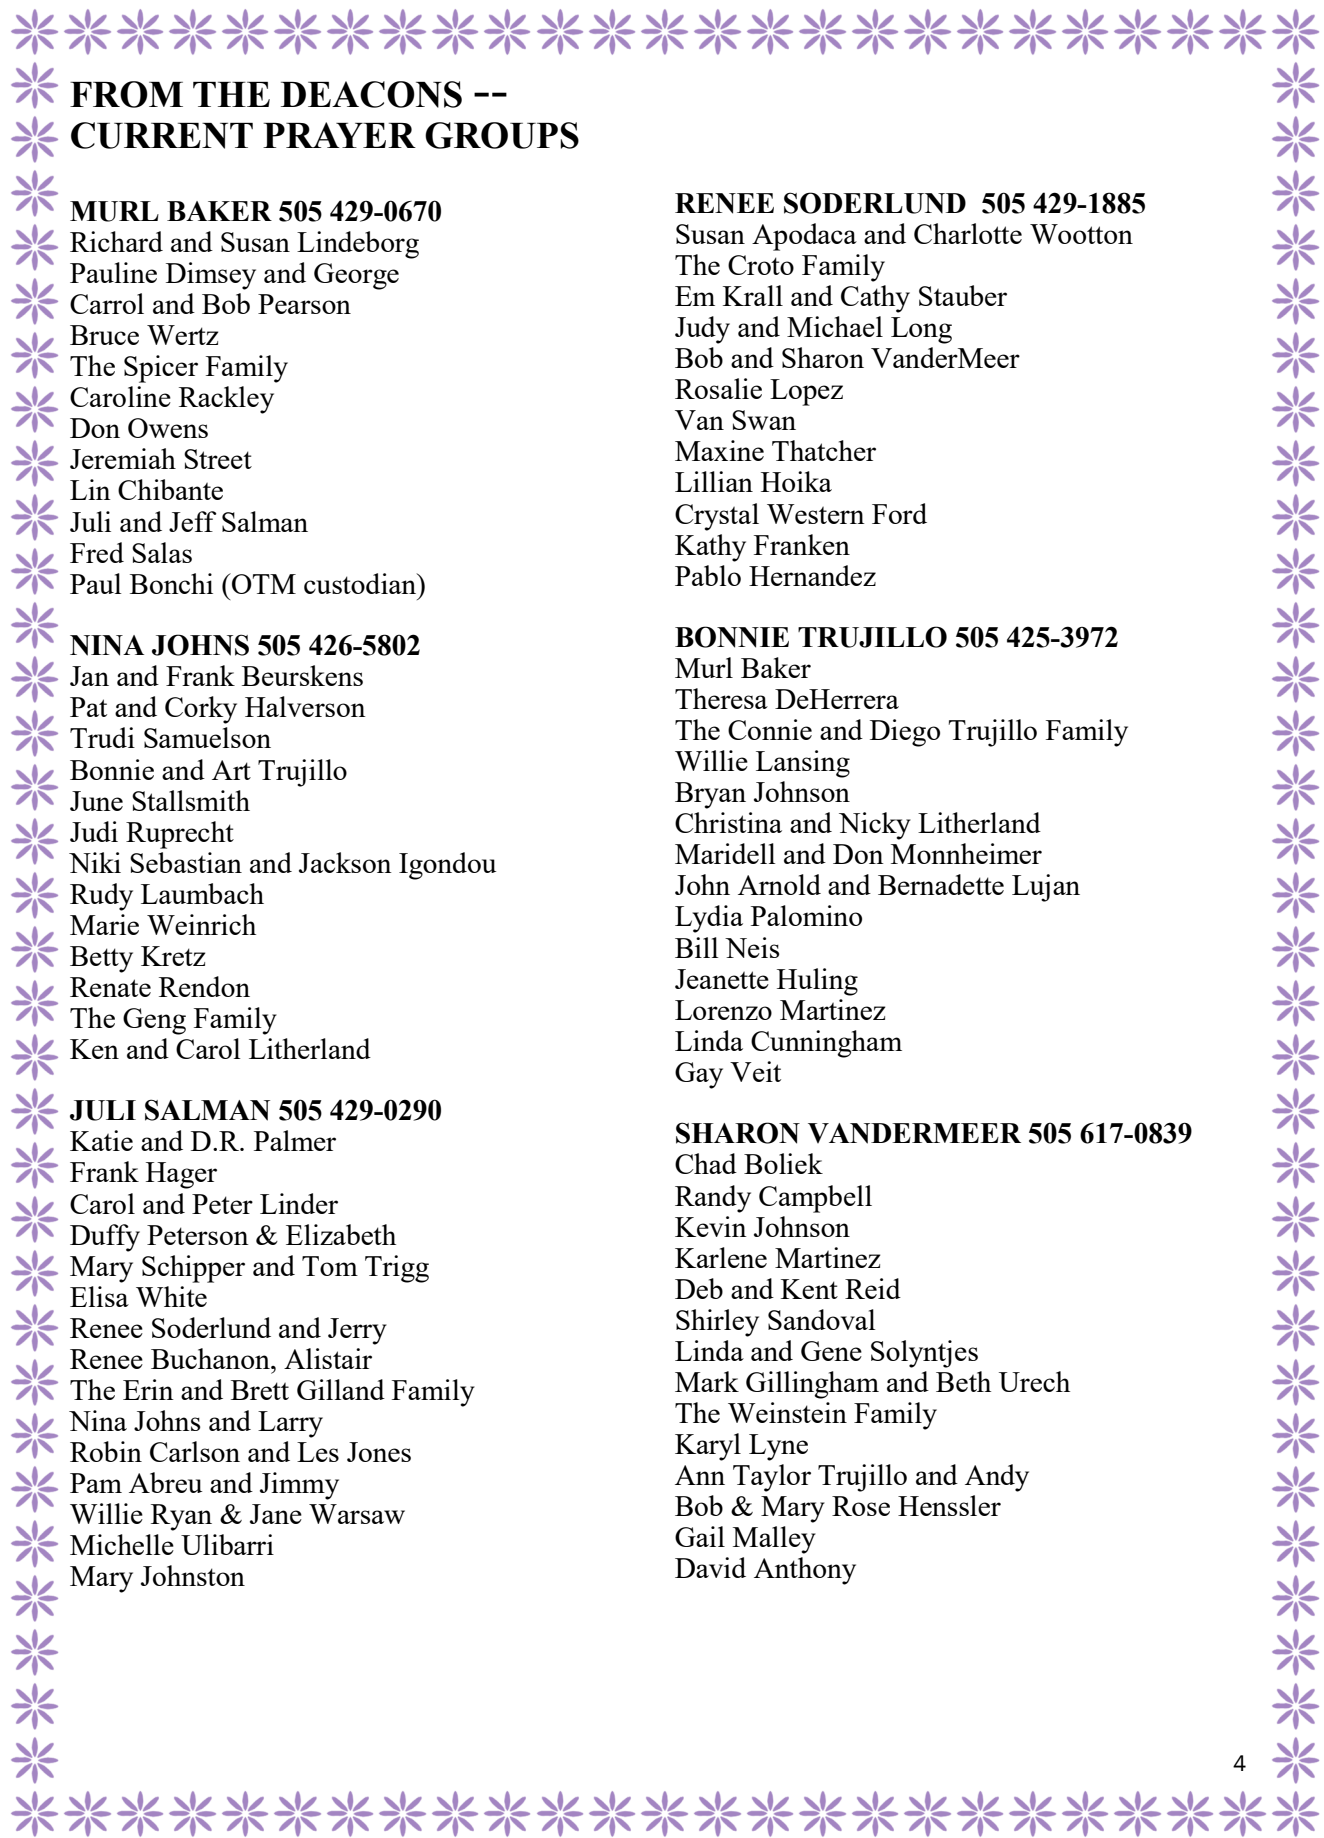 FROM THE DEACONS --
CURRENT PRAYER GROUPS
MURL BAKER 505 429-0670
Richard and Susan Lindeborg
Pauline Dimsey and George
Carrol and Bob Pearson
Bruce Wertz
The Spicer Family
Caroline Rackley
Don Owens
Jeremiah Street
Lin Chibante
Juli and Jeff Salman
Fred Salas
Paul Bonchi (OTM custodian)
NINA JOHNS 505 426-5802
Jan and Frank Beurskens
Pat and Corky Halverson
Trudi Samuelson
Bonnie and Art Trujillo
June Stallsmith
Judi Ruprecht
Niki Sebastian and Jackson Igondou
Rudy Laumbach
Marie Weinrich
Betty Kretz
Renate Rendon
The Geng Family
Ken and Carol Litherland
JULI SALMAN 505 429-0290
Katie and D.R. Palmer
Frank Hager
Carol and Peter Linder
Duffy Peterson & Elizabeth
Mary Schipper and Tom Trigg
Elisa White
Renee Soderlund and Jerry
Renee Buchanon, Alistair
The Erin and Brett Gilland Family
Nina Johns and Larry
Robin Carlson and Les Jones
Pam Abreu and Jimmy
Willie Ryan & Jane Warsaw
Michelle Ulibarri
Mary Johnston
RENEE SODERLUND  505 429-1885
Susan Apodaca and Charlotte Wootton
The Croto Family
Em Krall and Cathy Stauber
Judy and Michael Long
Bob and Sharon VanderMeer
Rosalie Lopez
Van Swan
Maxine Thatcher
Lillian Hoika
Crystal Western Ford
Kathy Franken
Pablo Hernandez
BONNIE TRUJILLO 505 425-3972
Murl Baker
Theresa DeHerrera
The Connie and Diego Trujillo Family
Willie Lansing
Bryan Johnson
Christina and Nicky Litherland
Maridell and Don Monnheimer
John Arnold and Bernadette Lujan
Lydia Palomino
Bill Neis
Jeanette Huling
Lorenzo Martinez
Linda Cunningham
Gay Veit
SHARON VANDERMEER 505 617-0839
Chad Boliek
Randy Campbell
Kevin Johnson
Karlene Martinez
Deb and Kent Reid
Shirley Sandoval
Linda and Gene Solyntjes
Mark Gillingham and Beth Urech
The Weinstein Family
Karyl Lyne
Ann Taylor Trujillo and Andy
Bob & Mary Rose Henssler
Gail Malley
David Anthony
4